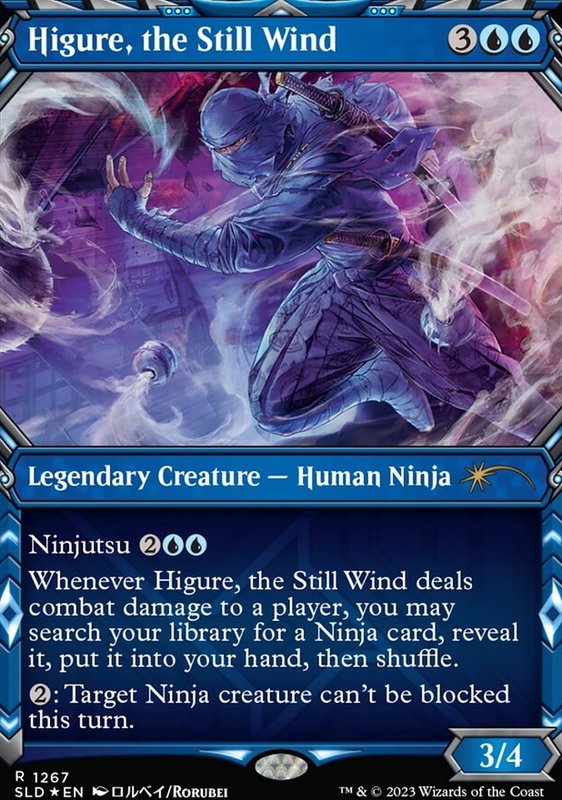 Higure, the Still Wind 3
Legendary Creature — Human Ninja
Ninjutsu 2
Whenever Higure, the Still Wind deals
combat damage to a player, you may
search your library for a Ninja card, reveal
it, put it into your hand, then shuffle.
2: Target Ninja creature can't be blocked
this turn.
3/4
R 1267
SLD ★ EN ロルベイ/Rorubei
™ & © 2023 Wizards of the Coast